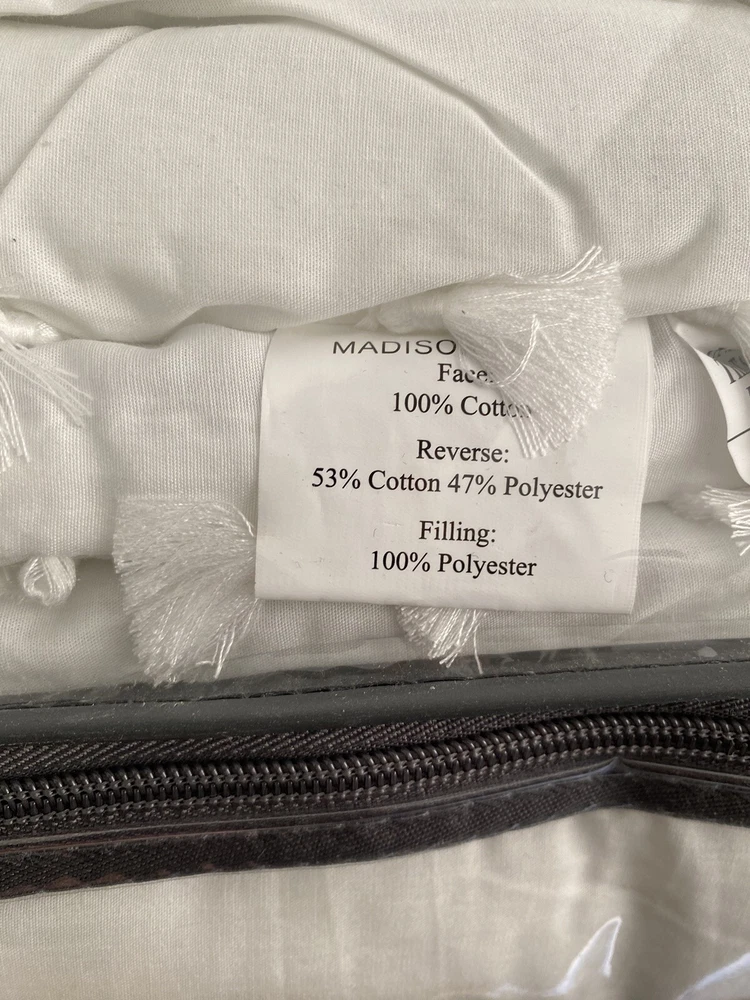 MADISO
Face:
100% Cotton
Reverse:
53% Cotton 47% Polyester
Filling:
100% Polyester